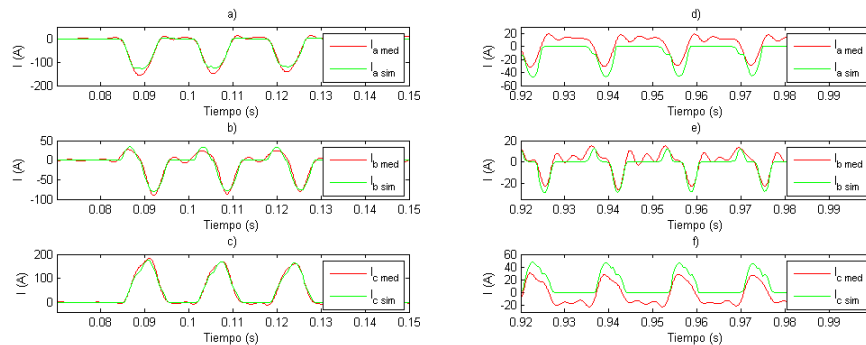 a)
I (A)
0
-100
-200
0.08
0.09
0.1
0.11
0.12
0.13
0.15
Tiempo (s)
I a med
I a sim
b)
I (A)
50
0
-50
-100
0.08
0.09
0.1
0.11
0.12
0.13
0.15
Tiempo (s)
I b med
I b sim
c)
I (A)
200
100
0
0.08
0.09
0.1
0.11
0.12
0.13
0.14
0.15
Tiempo (s)
I c med
I c sim
d)
I (A)
20
0
-20
-40
-60
0.92
0.93
0.94
0.95
0.96
0.97
0.98
0.99
Tiempo (s)
I a med
I a sim
e)
I (A)
20
0
-20
0.92
0.93
0.94
0.95
0.96
0.97
0.98
0.99
Tiempo (s)
I b med
I b sim
f)
I (A)
60
40
20
0
-20
0.92
0.93
0.94
0.95
0.96
0.97
0.98
0.99
Tiempo (s)
I c med
I c sim